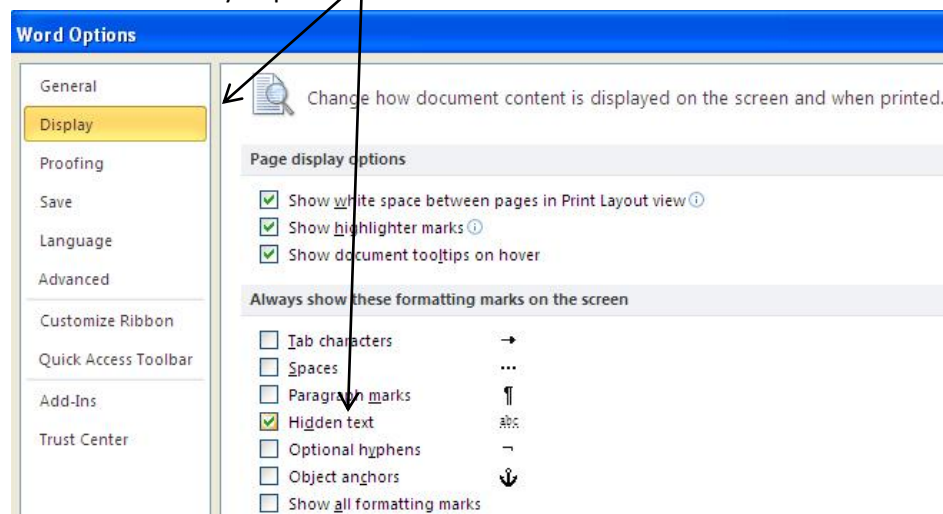 Word Options
General
Display
Proofing
Save
Language
Advanced
Customize Ribbon
Quick Access Toolbar
Add-Ins
Trust Center
Change how document content is displayed on the screen and when printed.
Page display options
Show white space between pages in Print Layout view
Show highlighter marks
Show document tooltips on hover
Always show these formatting marks on the screen
Tab characters →
Spaces ...
Paragraph marks ¶
Hidden text abc
Optional hyphens ¬
Object anchors
Show all formatting marks